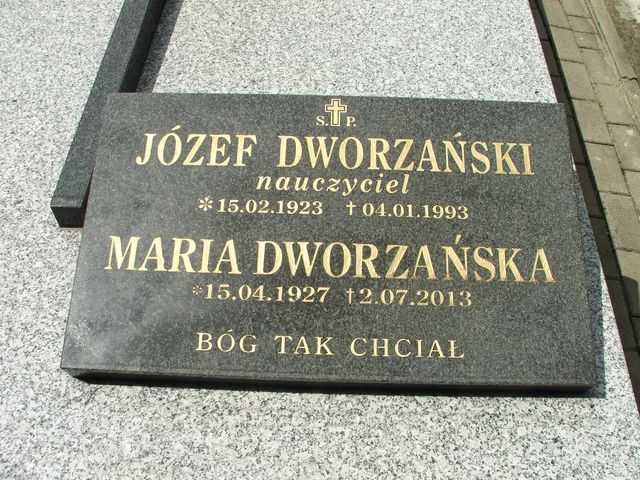 S. P.
JÓZEF DWORZAŃSKI
nauczyciel
*15.02.1923 †04.01.1993
MARIA DWORZAŃSKA
*15.04.1927 †2.07.2013
BÓG TAK CHCIAŁ